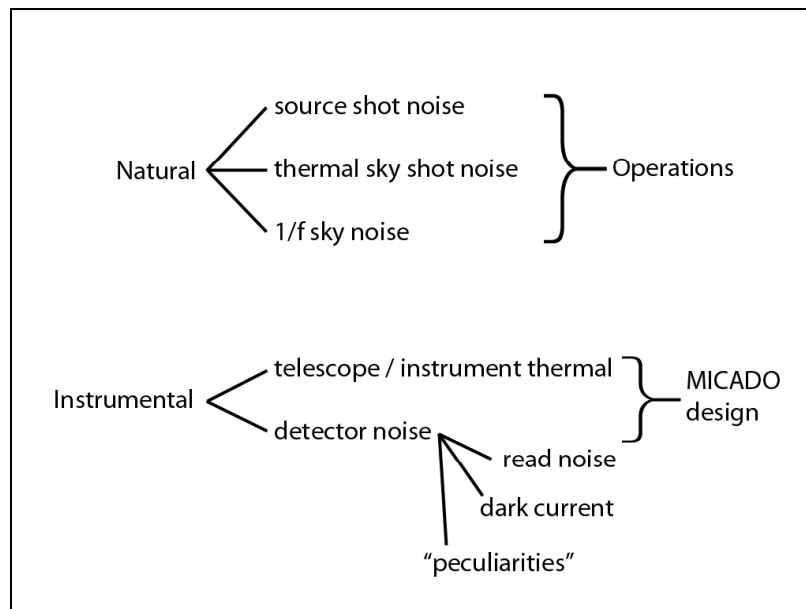 source shot noise
Natural
thermal sky shot noise
Operations
1/f sky noise
telescope / instrument thermal
Instrumental
MICADO
design
detector noise
read noise
dark current
“peculiarities”